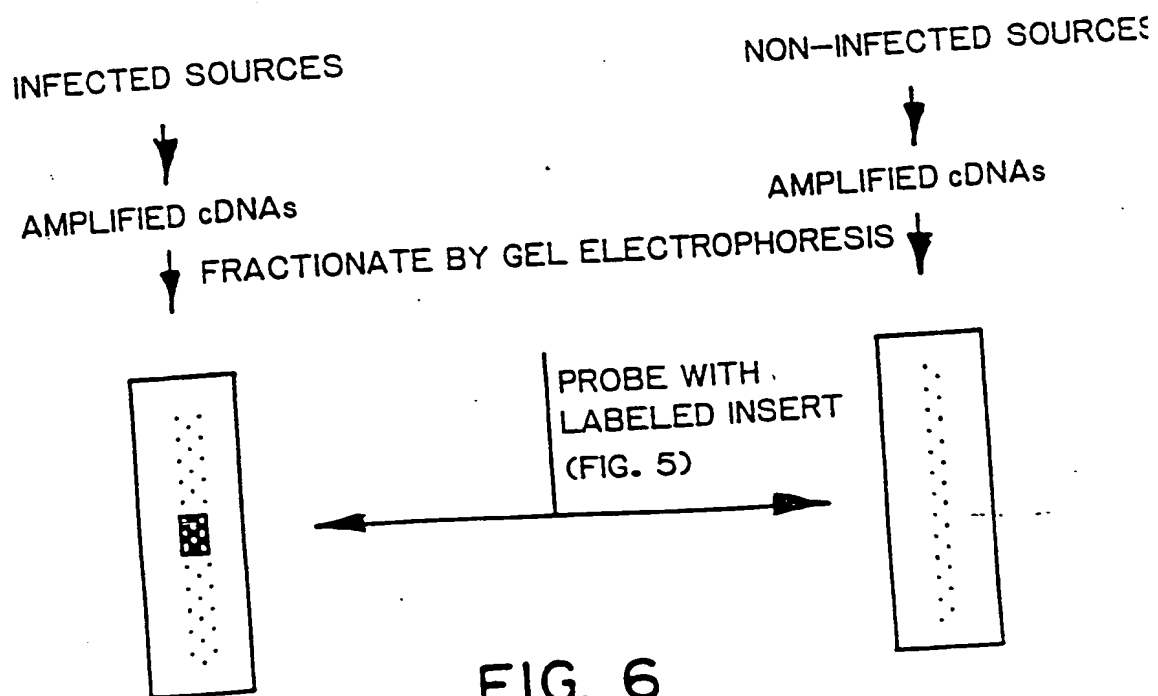 INFECTED SOURCES
NON-INFECTED SOURCES
AMPLIFIED cDNAs
AMPLIFIED cDNAs
FRACTIONATE BY GEL ELECTROPHORESIS
PROBE WITH
LABELED INSERT
(FIG. 5)
FIG. 6